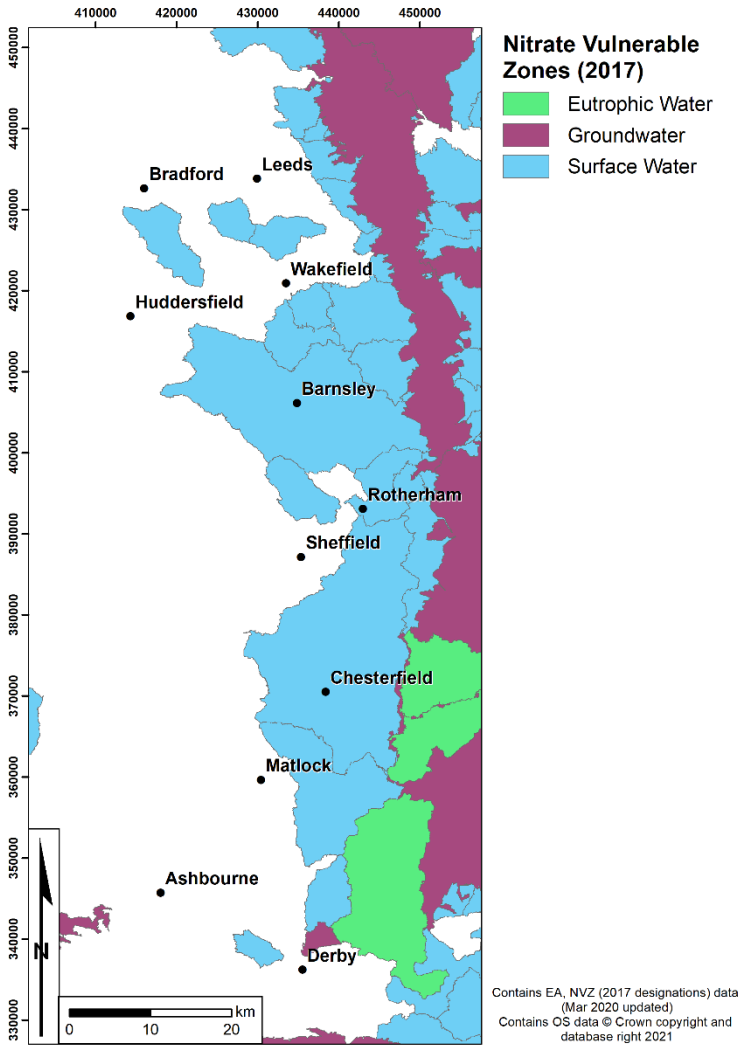 410000 420000 430000 440000 450000
450000
440000
430000
420000
410000
400000
390000
380000
370000
360000
350000
340000
330000
Nitrate Vulnerable
Zones (2017)
Eutrophic Water
Groundwater
Surface Water
Leeds
Bradford
Wakefield
Huddersfield
Barnsley
Rotherham
Sheffield
Chesterfield
Matlock
Ashbourne
Derby
N
km
0 10 20
Contains EA, NVZ (2017 designations) data
(Mar 2020 updated)
Contains OS data © Crown copyright and
database right 2021